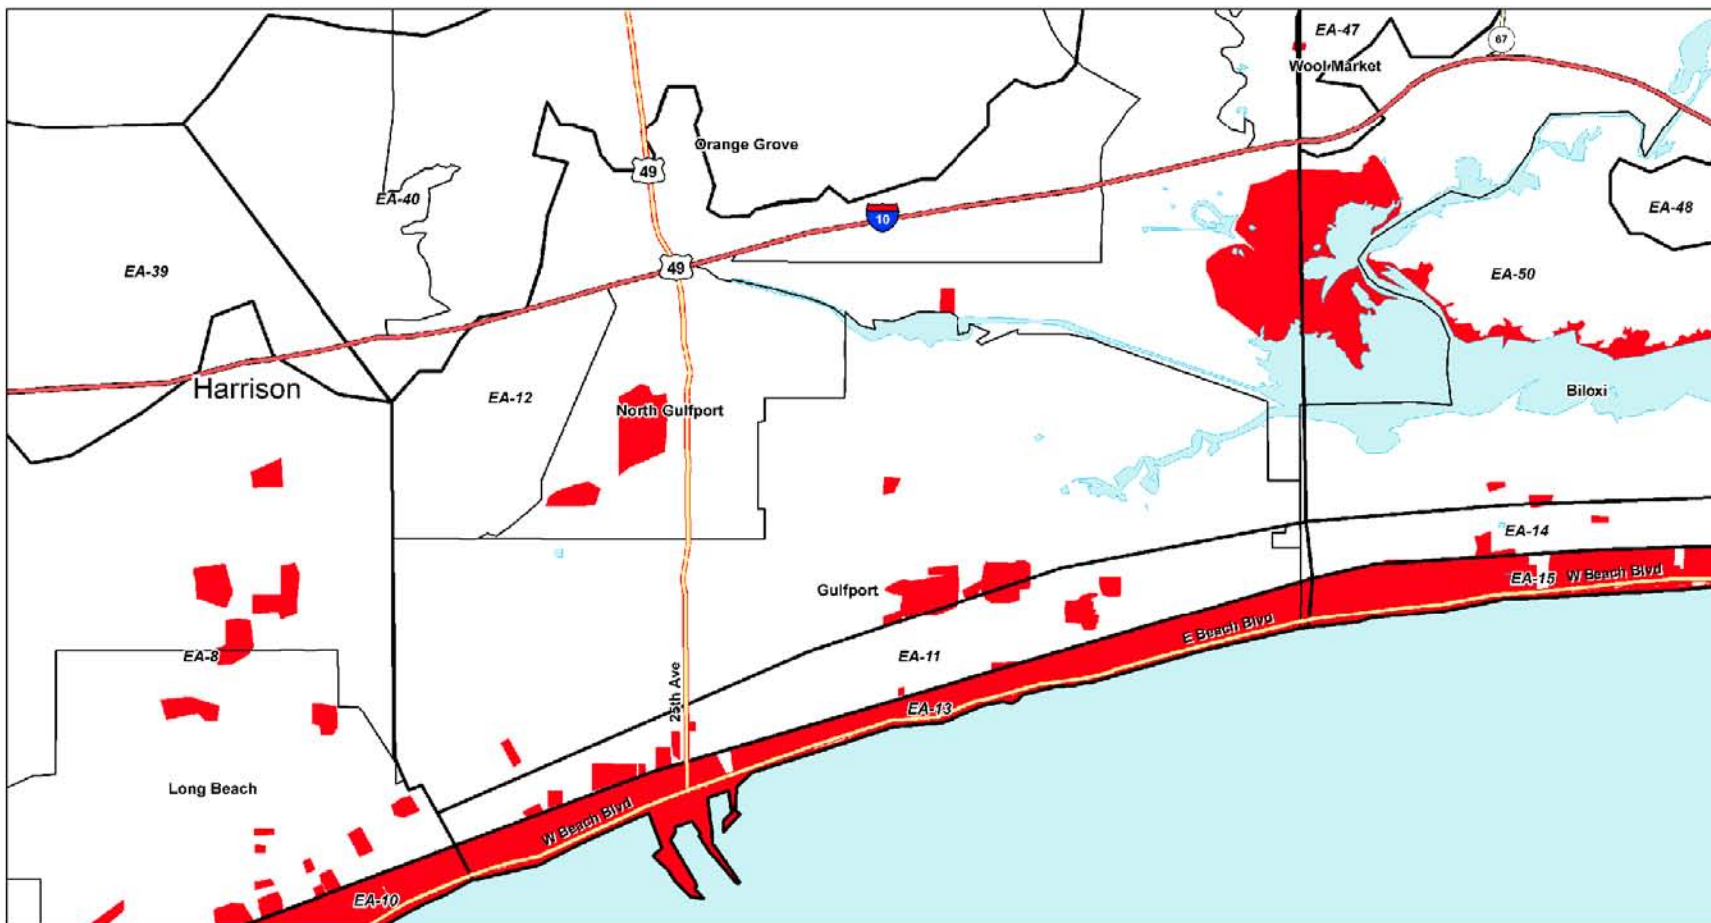 EA-47
67
Wool Market
Orange Grove
49
EA-40
EA-48
10
EA-39
49
EA-50
Harrison
EA-12
North Gulfport
Biloxi
EA-14
EA-15
W Beach Blvd
Gulfport
E Beach Blvd
EA-8
EA-11
25th Ave
EA-13
Long Beach
W Beach Blvd
EA-10